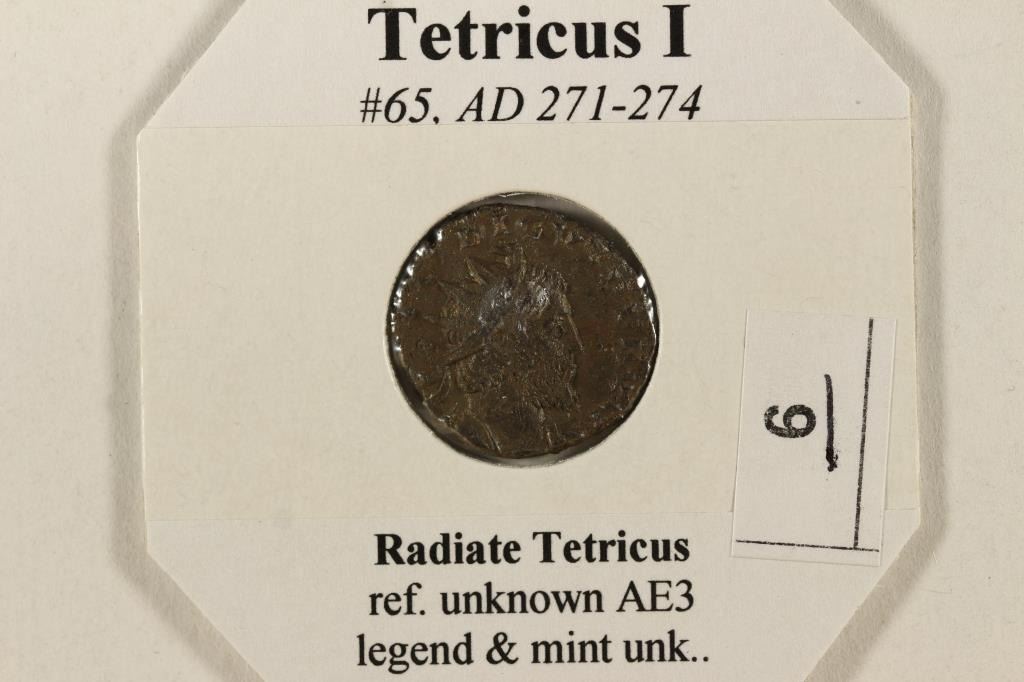 Tetricus I
#65, AD 271-274
6
Radiate Tetricus
ref. unknown AE3
legend & mint unk..